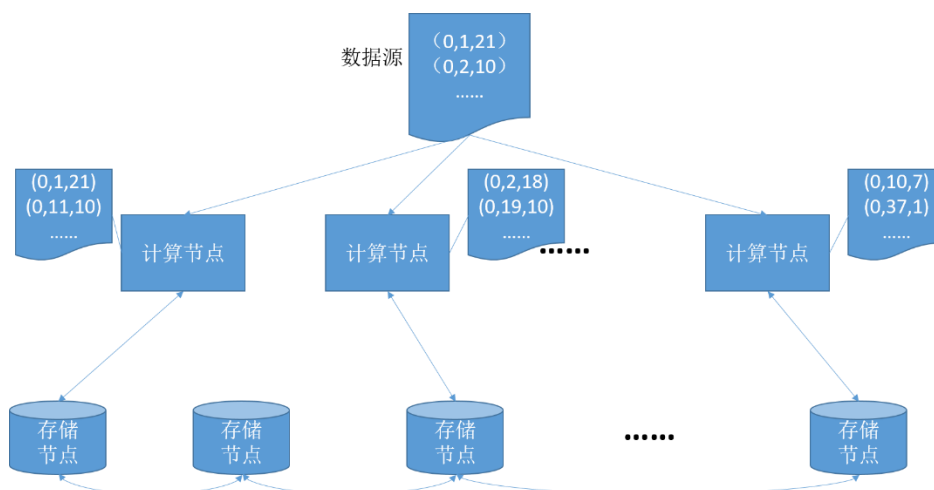 数据源
（0,1,21）
（0,2,10）
……
(0,1,21)
(0,11,10)
……
(0,2,18)
(0,19,10)
……
(0,10,7)
(0,37,1)
……
计算节点
计算节点
……
计算节点
存储
节点
存储
节点
存储
节点
……
存储
节点